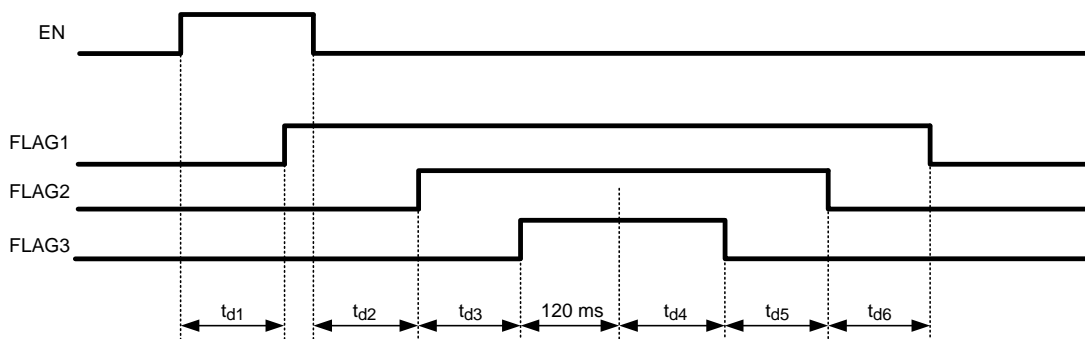 EN
FLAG1
FLAG2
FLAG3
td1 td2 td3 120 ms td4 td5 td6